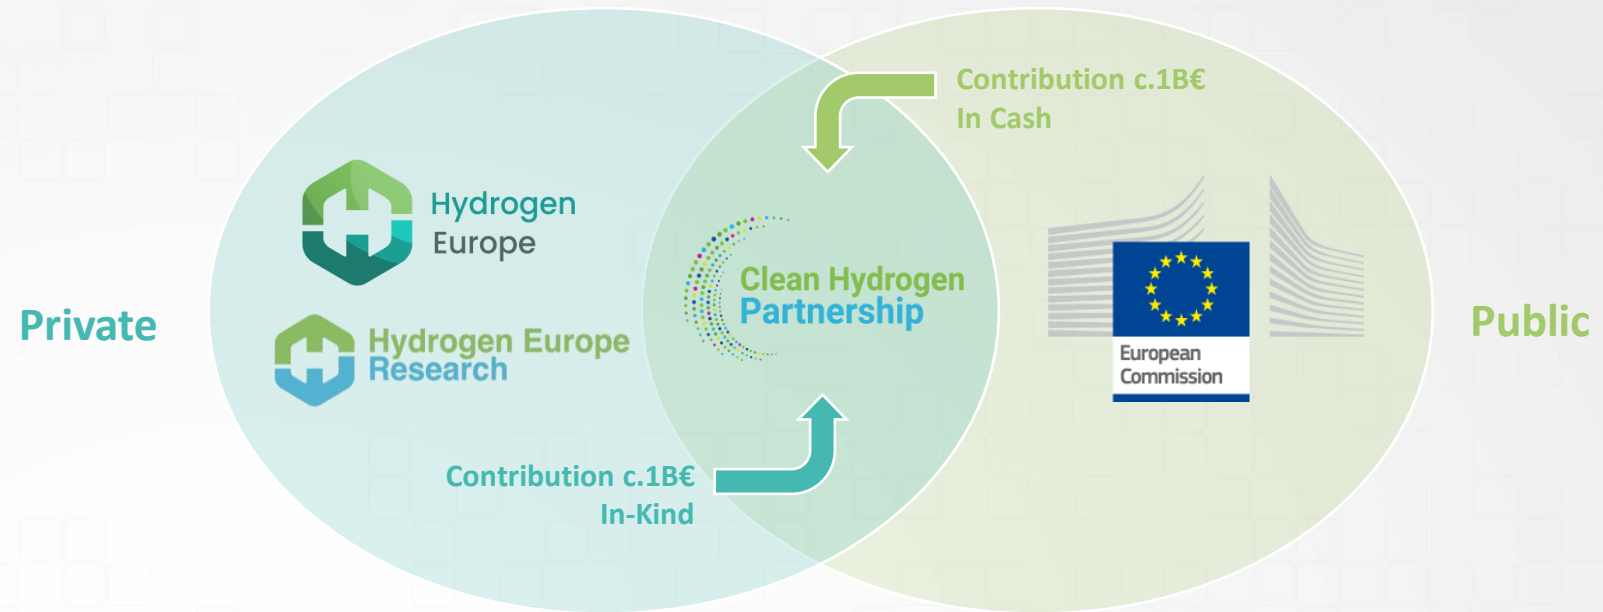 Contribution c.1B€
In Cash
Hydrogen
Europe
Clean Hydrogen
Partnership
Private
Public
Hydrogen Europe
Research
European
Commission
Contribution c.1B€
In-Kind